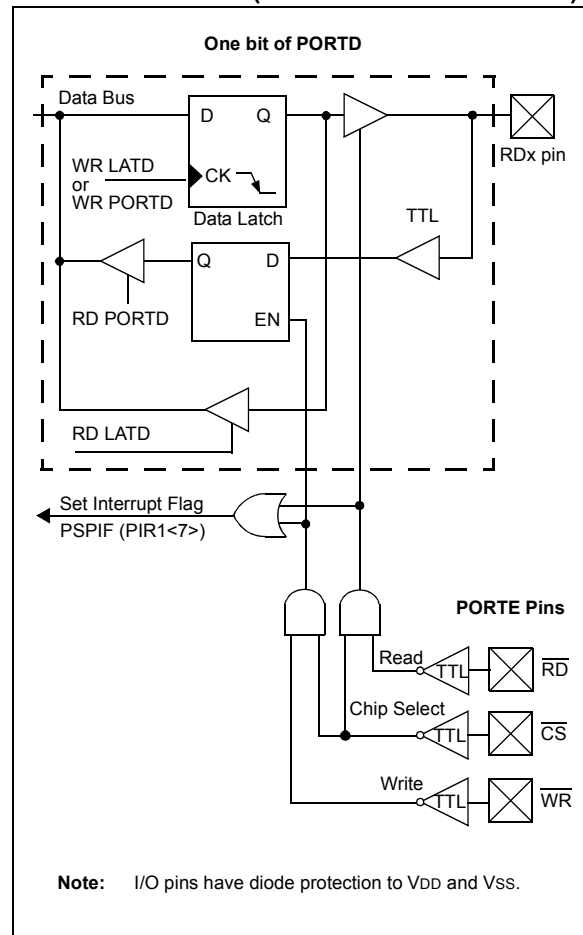 One bit of PORTD
Data Bus
D Q
RDx pin
WR LATD
or
WR PORTD
CK
Data Latch
TTL
Q D
EN
RD PORTD
RD LATD
Set Interrupt Flag
PSPIF (PIR1<7>)
PORTE Pins
Read
TTL
RD
Chip Select
TTL
CS
Write
TTL
WR
Note: I/O pins have diode protection to VDD and VSS.